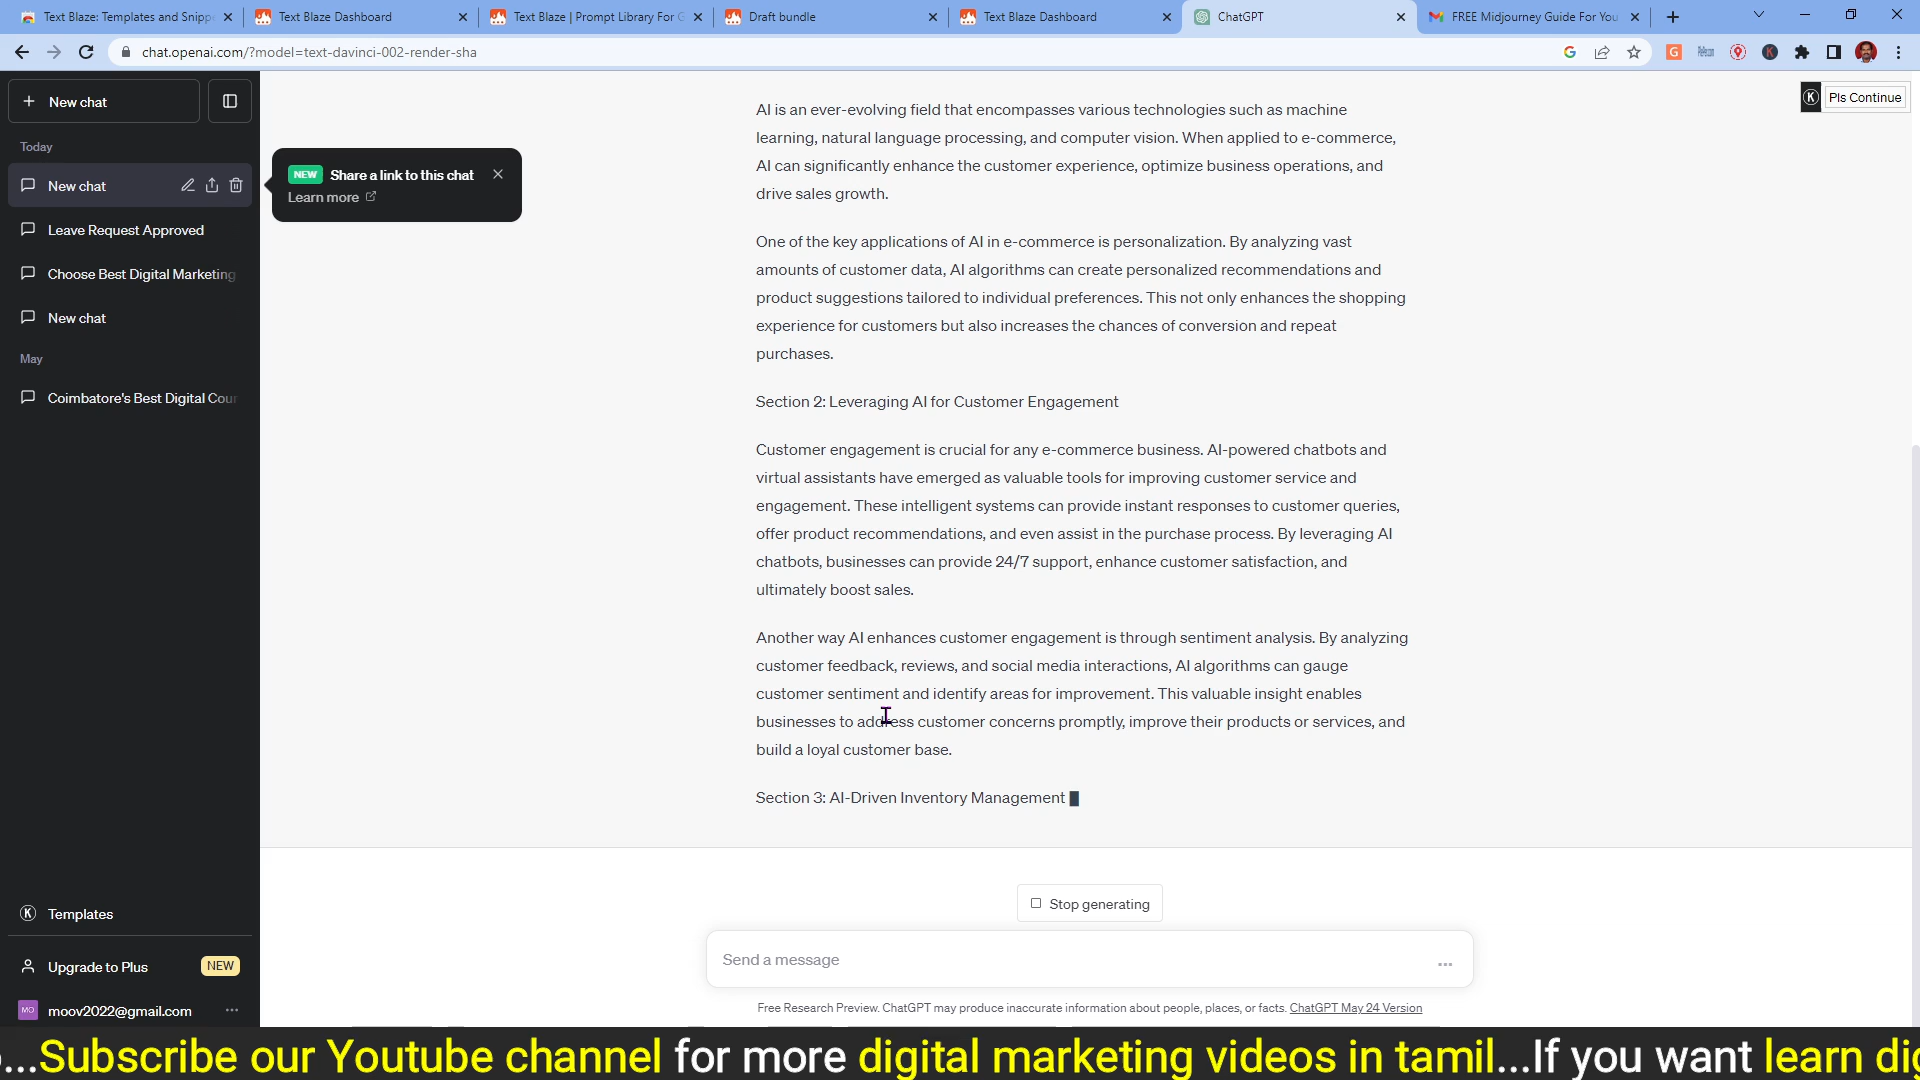 Text Blaze: Templates and Snipp
Text Blaze Dashboard
Text Blaze | Prompt Library For G
Draft bundle
Text Blaze Dashboard
ChatGPT
FREE Midjourney Guide For You
chat.openai.com/?model=text-davinci-002-render-sha
New chat
Pls Continue
Today
New chat
Leave Request Approved
Choose Best Digital Marketing
New chat
May
Coimbatore's Best Digital Cour
NEW Share a link to this chat
Learn more
AI is an ever-evolving field that encompasses various technologies such as machine
learning, natural language processing, and computer vision. When applied to e-commerce,
AI can significantly enhance the customer experience, optimize business operations, and
drive sales growth.
One of the key applications of AI in e-commerce is personalization. By analyzing vast
amounts of customer data, AI algorithms can create personalized recommendations and
product suggestions tailored to individual preferences. This not only enhances the shopping
experience for customers but also increases the chances of conversion and repeat
purchases.
Section 2: Leveraging AI for Customer Engagement
Customer engagement is crucial for any e-commerce business. AI-powered chatbots and
virtual assistants have emerged as valuable tools for improving customer service and
engagement. These intelligent systems can provide instant responses to customer queries,
offer product recommendations, and even assist in the purchase process. By leveraging AI
chatbots, businesses can provide 24/7 support, enhance customer satisfaction, and
ultimately boost sales.
Another way AI enhances customer engagement is through sentiment analysis. By analyzing
customer feedback, reviews, and social media interactions, AI algorithms can gauge
customer sentiment and identify areas for improvement. This valuable insight enables
businesses to address customer concerns promptly, improve their products or services, and
build a loyal customer base.
Section 3: AI-Driven Inventory Management
Templates
Upgrade to Plus NEW
MO moov2022@gmail.com
Stop generating
Send a message
Free Research Preview. ChatGPT may produce inaccurate information about people, places, or facts. ChatGPT May 24 Version
...Subscribe our Youtube channel for more digital marketing videos in tamil...If you want learn dig